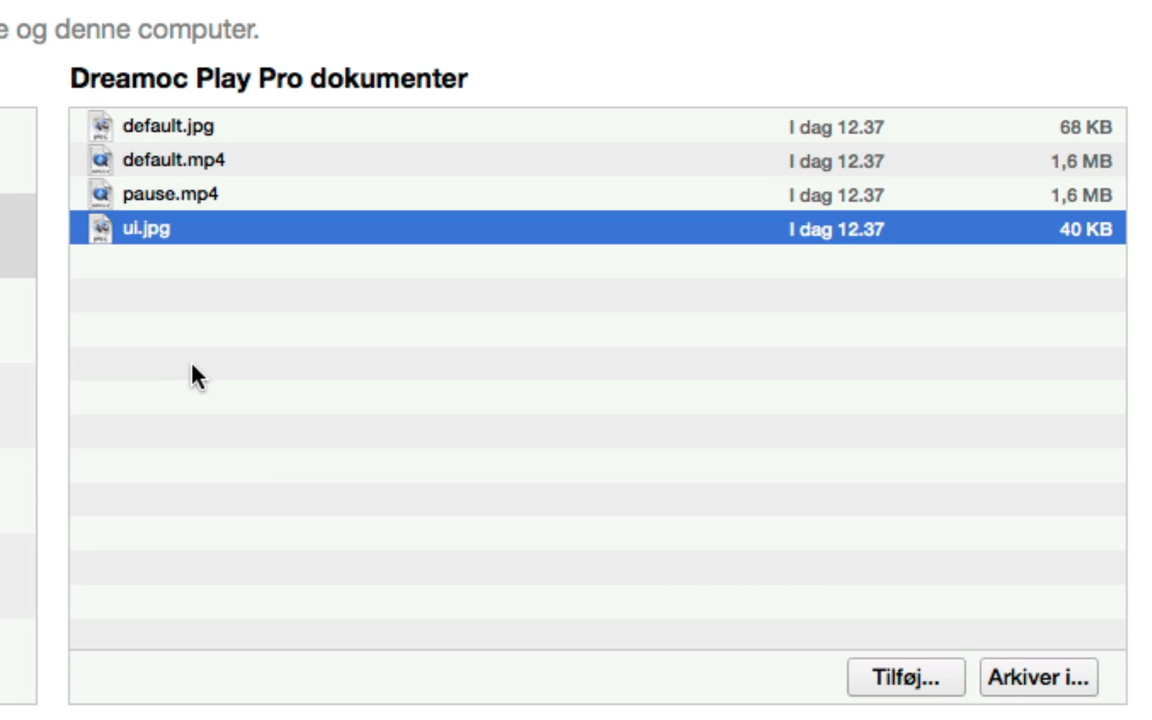 e og denne computer.
Dreamoc Play Pro dokumenter
default.jpg I dag 12.37 68 KB
default.mp4 I dag 12.37 1,6 MB
pause.mp4 I dag 12.37 1,6 MB
ui.jpg I dag 12.37 40 KB
Tilføj... Arkiver i...